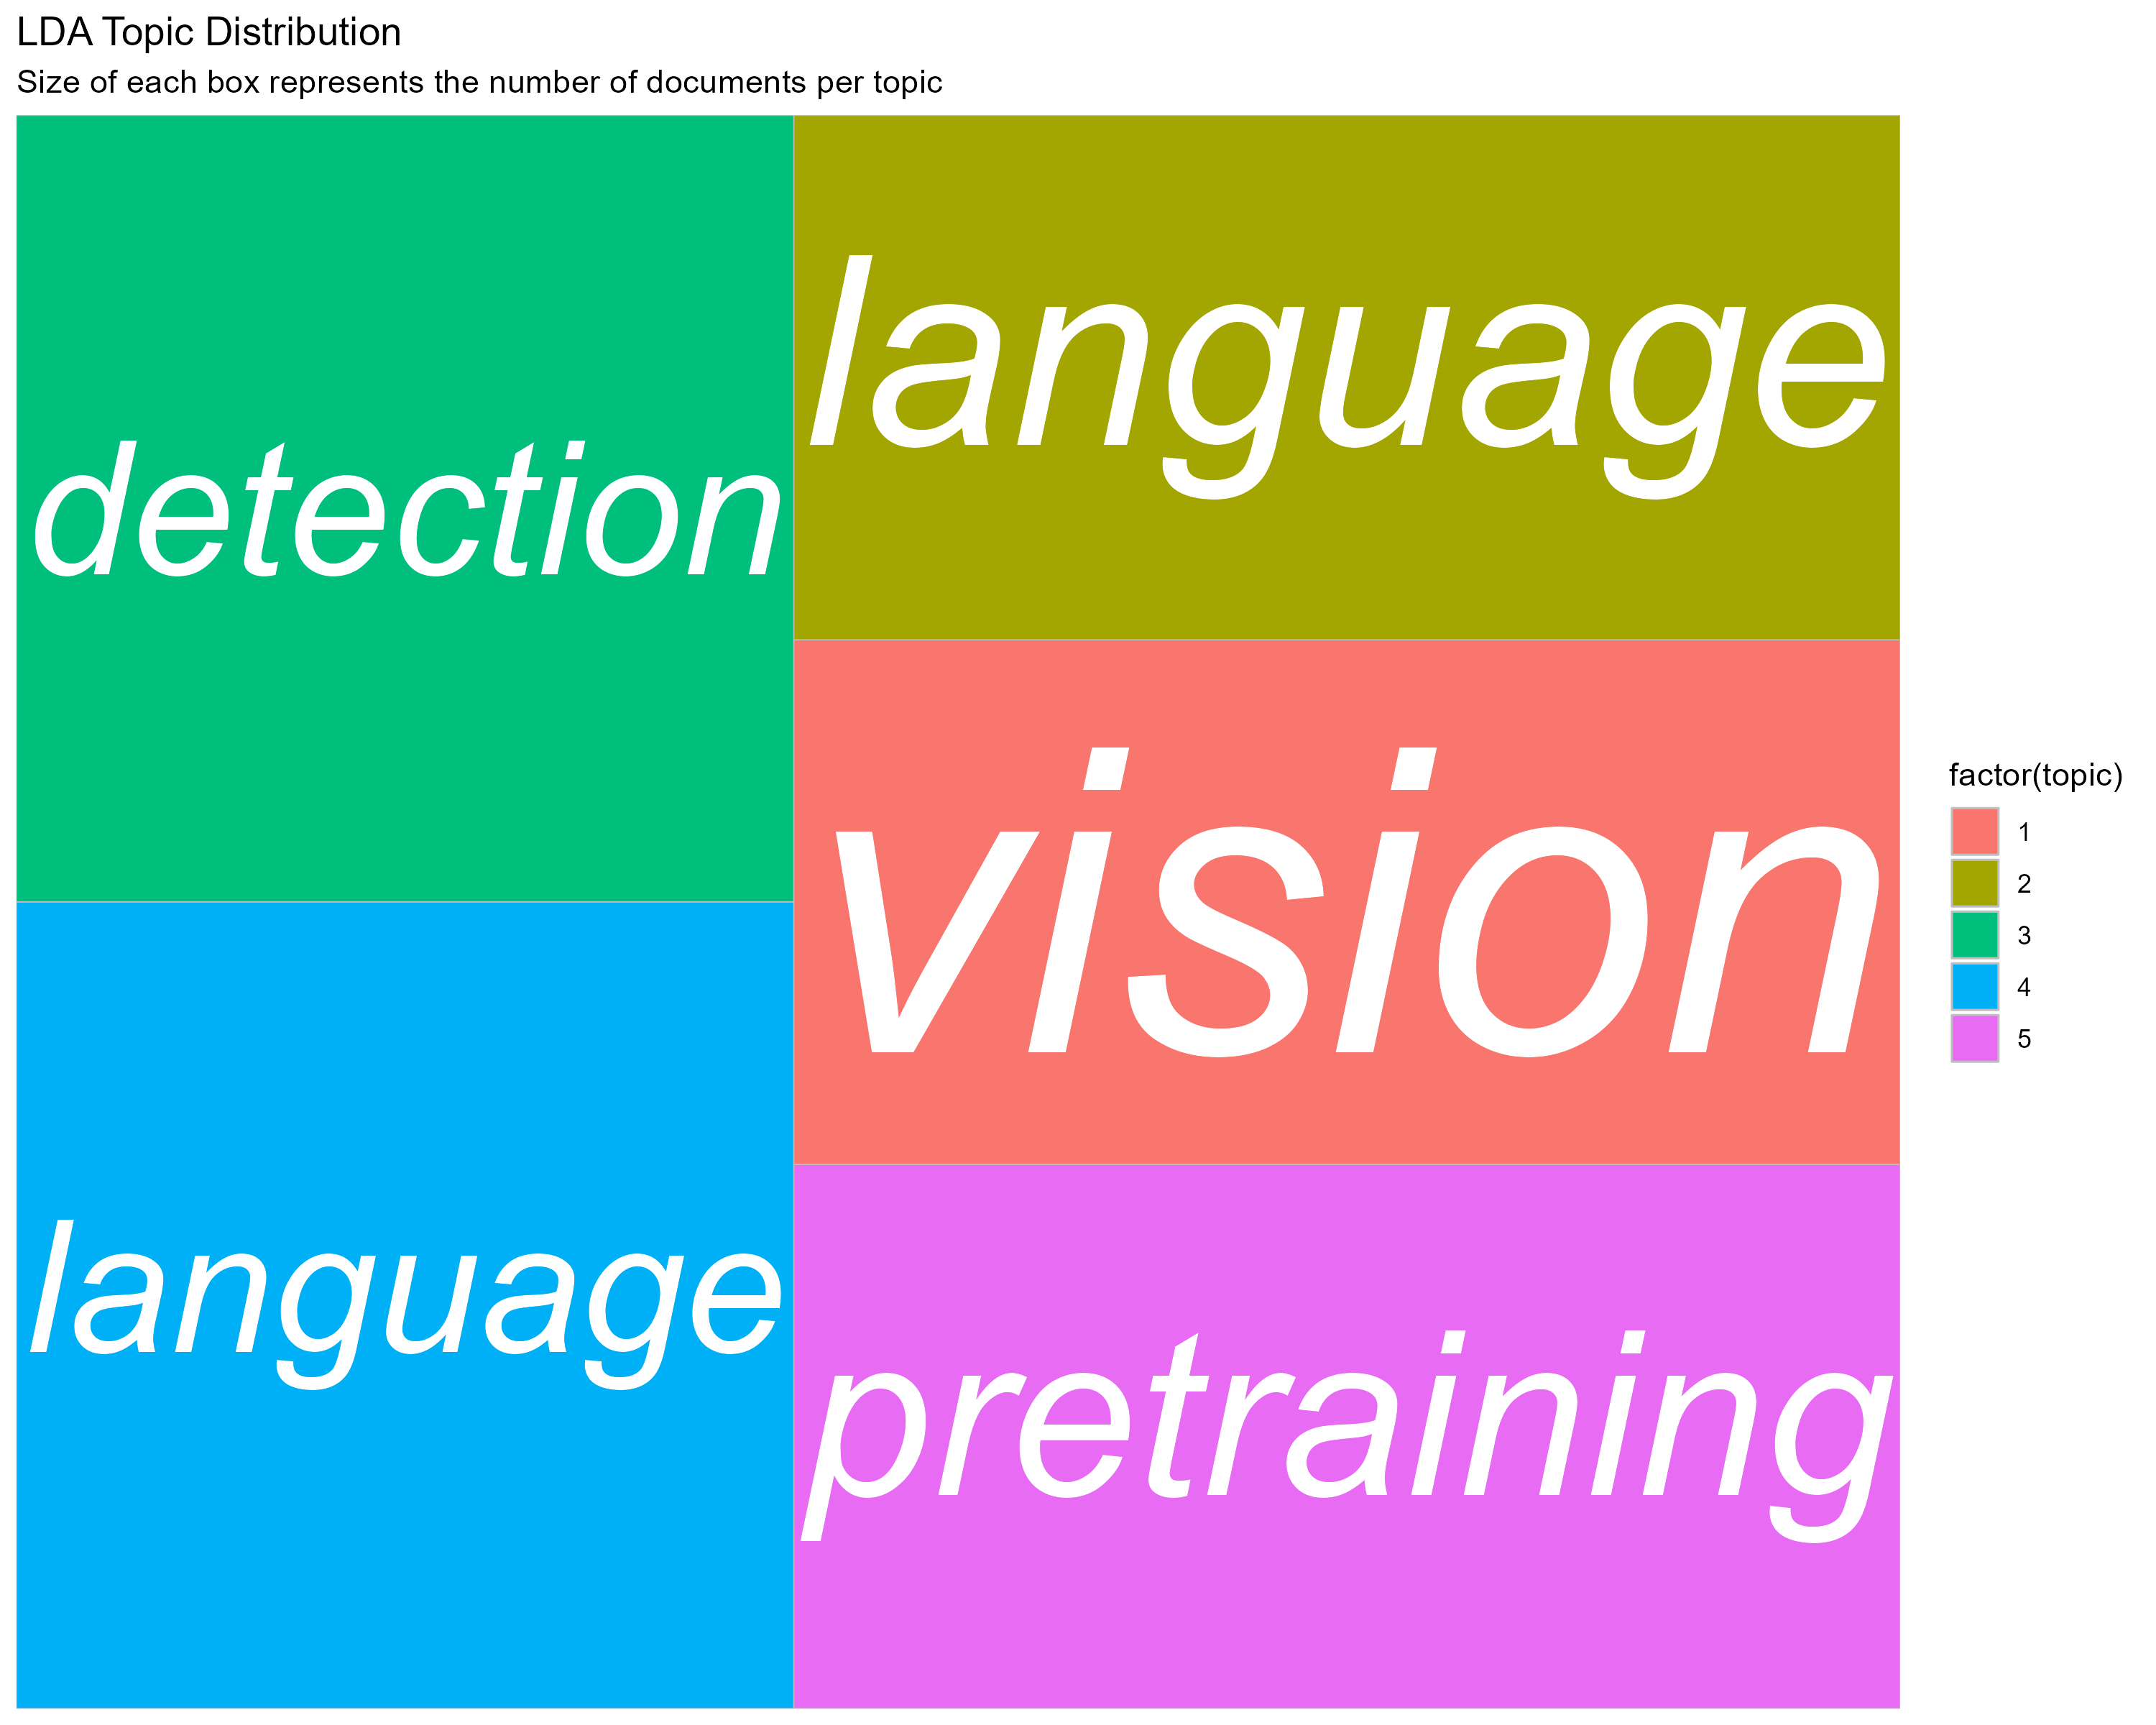 LDA Topic Distribution
Size of each box represents the number of documents per topic
detection
language
vision
language
pretraining
factor(topic)
1
2
3
4
5